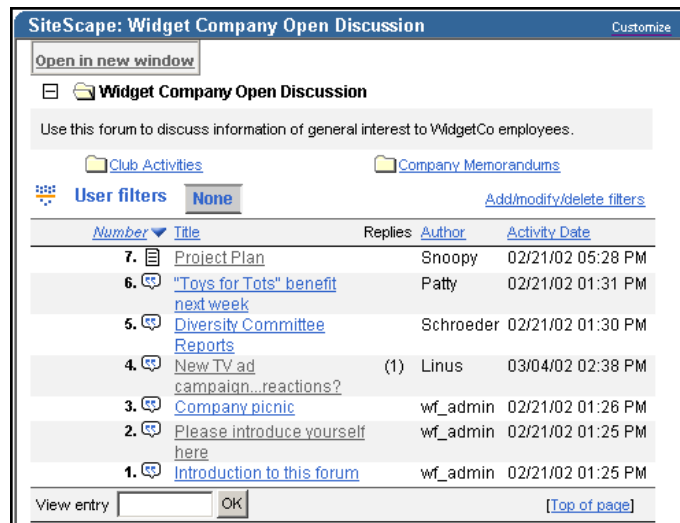 SiteScape: Widget Company Open Discussion Customize
Open in new window
Widget Company Open Discussion
Use this forum to discuss information of general interest to WidgetCo employees.
Club Activities Company Memorandums
User filters None Add/modify/delete filters
Number Title Replies Author Activity Date
7. Project Plan Snoopy 02/21/02 05:28 PM
6. "Toys for Tots" benefit Patty 02/21/02 01:31 PM
next week
5. Diversity Committee Schroeder 02/21/02 01:30 PM
Reports
4. New TV ad (1) Linus 03/04/02 02:38 PM
campaign...reactions?
3. Company picnic wf_admin 02/21/02 01:26 PM
2. Please introduce yourself wf_admin 02/21/02 01:25 PM
here
1. Introduction to this forum wf_admin 02/21/02 01:25 PM
View entry OK [Top of page]